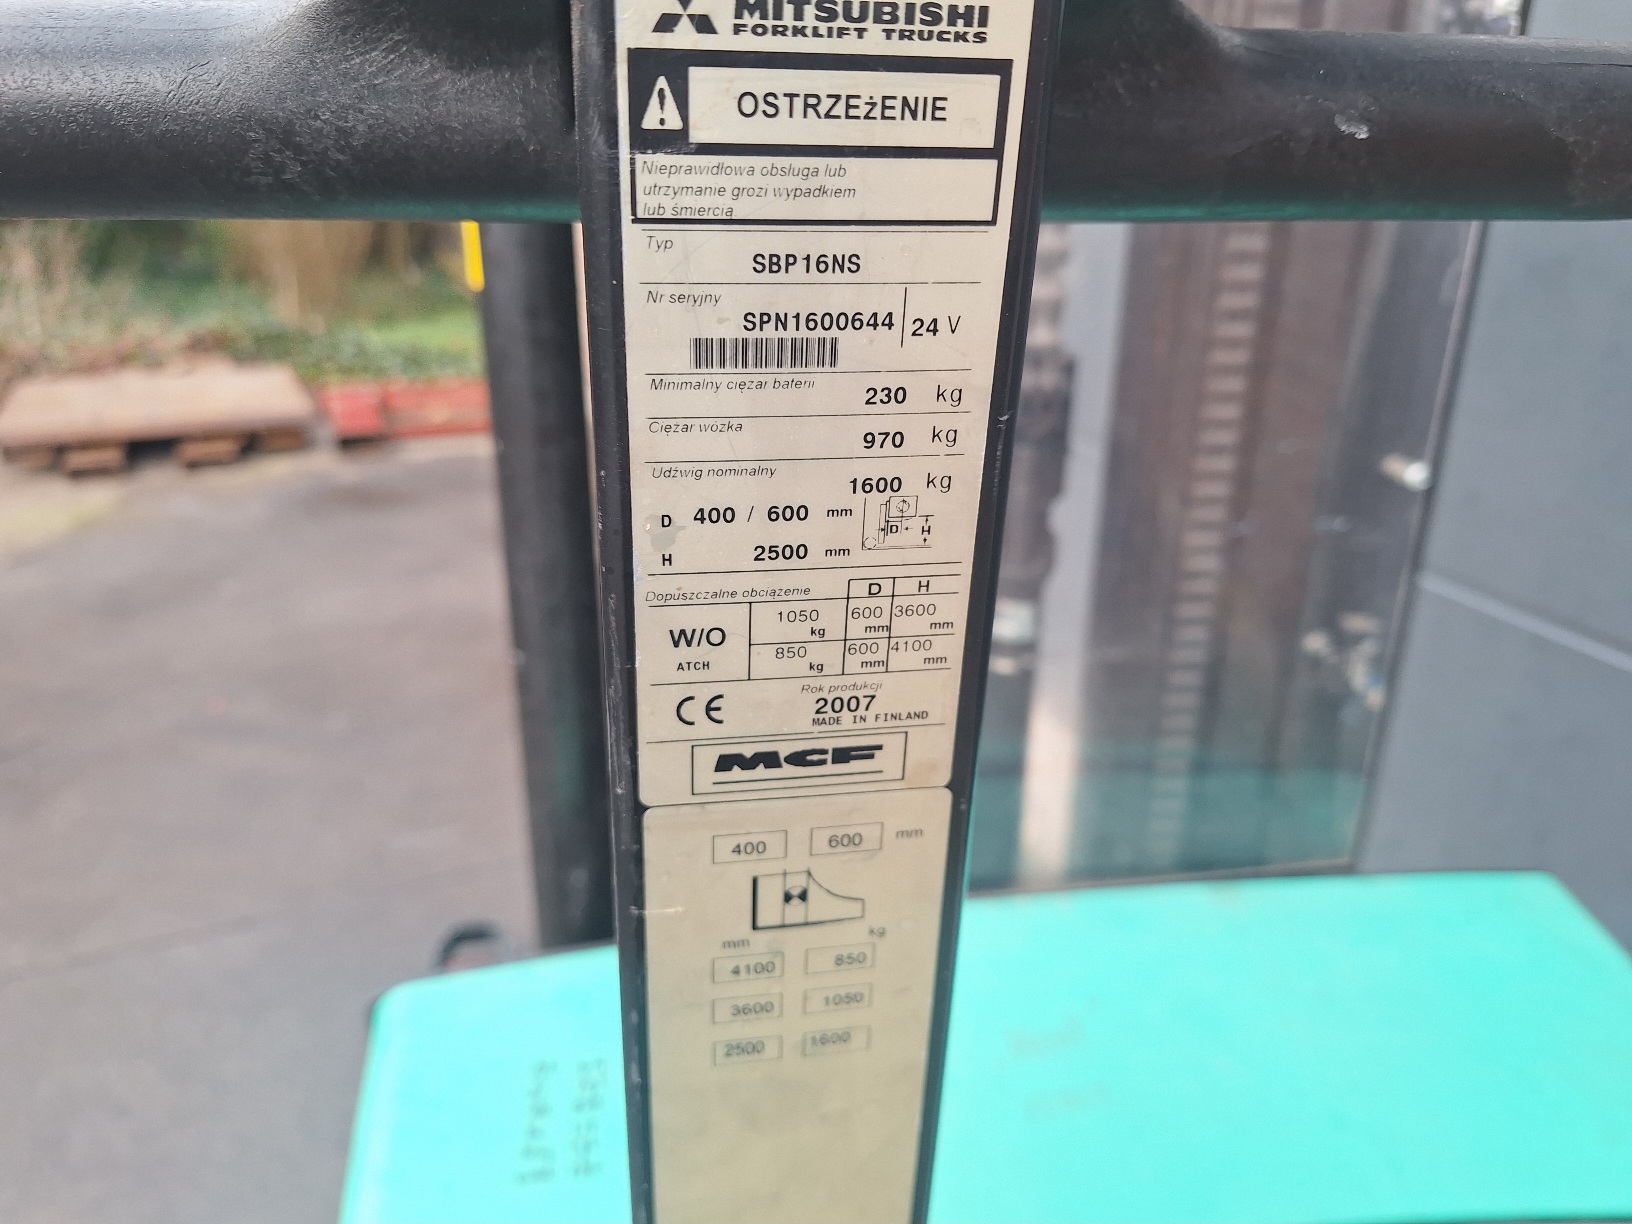 MITSUBISHI
FORKLIFT TRUCKS
OSTRZEżENIE
Nieprawidłowa obsługa lub
utrzymanie grozi wypadkiem
lub śmiercią
Typ
SBP16NS
Nr seryjny
SPN1600644 24 V
Minimalny ciężar baterii
230 kg
Ciężar wózka
970 kg
Udźwig nominalny
1600 kg
D 400 / 600 mm
D H
H 2500 mm
Dopuszczalne obciążenie D H
W/O 1050 kg 600 mm 3600 mm
ATCH 850 kg 600 mm 4100 mm
Rok produkcji
CE 2007
MADE IN FINLAND
MCF
400 600 mm
mm kg
4100 850
3600 1050
2500 1600